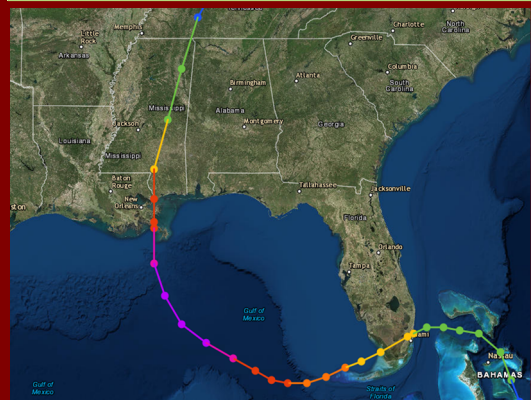 Memphis
Little
Rock
Arkansas
Charlotte
North
Carolina
Greenville
Columbia
South
Carolina
Atlanta
Birmingham
Mississippi
Alabama
Jackson
Montgomery
Georgia
Louisiana
Mississippi
Baton
Rouge
New
Orleans
ston
Tallahassee
Jacksonville
Florida
Orlando
Tampa
Gulf of
Mexico
ami
Nassau
BAHAMAS
Gulf of
Mexico
Straits of
Florida